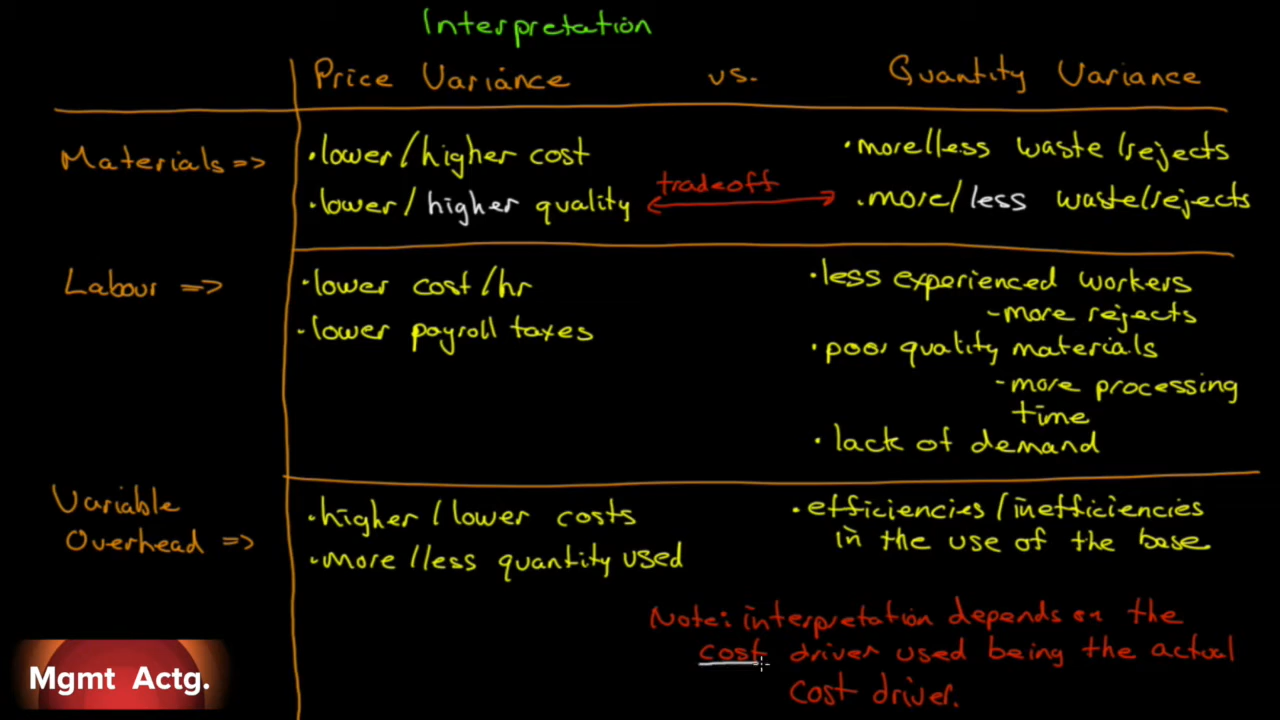 Interpretation
Price Variance vs. Quantity Variance
Materials => • lower/higher cost • more/less waste/rejects
• lower/higher quality tradeoff • more/less waste/rejects
Labour => • lower cost/hr • less experienced workers
- more rejects
• lower payroll taxes • poor quality materials
- more processing
time
• lack of demand
Variable • higher/lower costs • efficiencies/inefficiencies
Overhead => • more/less quantity used in the use of the base
Note: interpretation depends on the
cost driver used being the actual
cost driver.
Mgmt Actg.